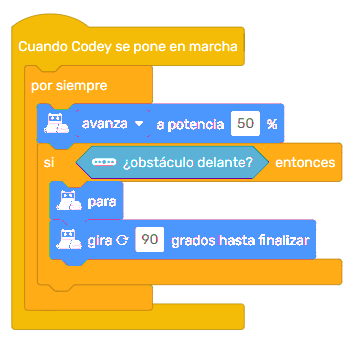 Cuando Codey se pone en marcha
por siempre
avanza a potencia 50 %
si ¿obstáculo delante? entonces
para
gira 90 grados hasta finalizar